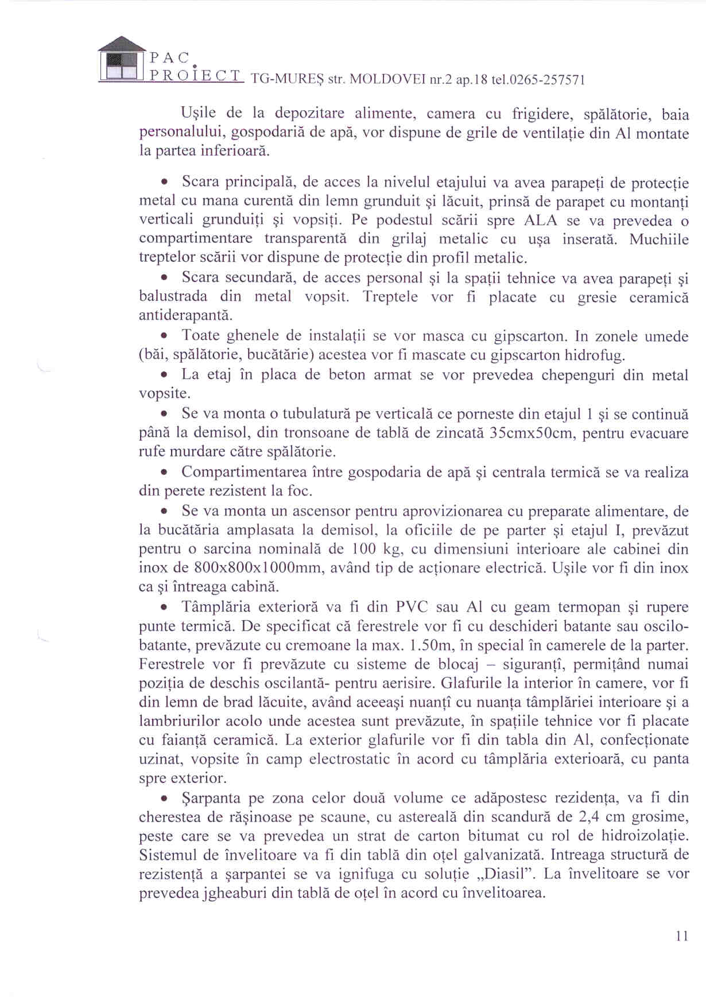 PAC
PROIECT TG-MUREŞ str. MOLDOVEI nr.2 ap.18 tel.0265-257571
Uşile de la depozitare alimente, camera cu frigidere, spălătorie, baia
personalului, gospodariă de apă, vor dispune de grile de ventilaţie din Al montate
la partea inferioară.
• Scara principală, de acces la nivelul etajului va avea parapeţi de protecţie
metal cu mana curentă din lemn grunduit şi lăcuit, prinsă de parapet cu montanţi
verticali grunduiţi şi vopsiţi. Pe podestul scării spre ALA se va prevedea o
compartimentare transparentă din grilaj metalic cu uşa inserată. Muchiile
treptelor scării vor dispune de protecţie din profil metalic.
• Scara secundară, de acces personal şi la spaţii tehnice va avea parapeţi şi
balustrada din metal vopsit. Treptele vor fi placate cu gresie ceramică
antiderapantă.
• Toate ghenele de instalaţii se vor masca cu gipscarton. In zonele umede
(băi, spălătorie, bucătărie) acestea vor fi mascate cu gipscarton hidrofug.
• La etaj în placa de beton armat se vor prevedea chepenguri din metal
vopsite.
• Se va monta o tubulatură pe verticală ce porneste din etajul 1 şi se continuă
până la demisol, din tronsoane de tablă de zincată 35cmx50cm, pentru evacuare
rufe murdare către spălătorie.
• Compartimentarea între gospodaria de apă şi centrala termică se va realiza
din perete rezistent la foc.
• Se va monta un ascensor pentru aprovizionarea cu preparate alimentare, de
la bucătăria amplasata la demisol, la oficiile de pe parter şi etajul I, prevăzut
pentru o sarcina nominală de 100 kg, cu dimensiuni interioare ale cabinei din
inox de 800x800x1000mm, având tip de acţionare electrică. Uşile vor fi din inox
ca şi întreaga cabină.
• Tâmplăria exterioră va fi din PVC sau Al cu geam termopan şi rupere
punte termică. De specificat că ferestrele vor fi cu deschideri batante sau oscilo-
batante, prevăzute cu cremoane la max. 1.50m, în special în camerele de la parter.
Ferestrele vor fi prevăzute cu sisteme de blocaj – siguranţî, permiţând numai
poziţia de deschis oscilantă- pentru aerisire. Glafurile la interior în camere, vor fi
din lemn de brad lăcuite, având aceeaşi nuanţî cu nuanţa tâmplăriei interioare şi a
lambriurilor acolo unde acestea sunt prevăzute, în spaţiile tehnice vor fi placate
cu faianţă ceramică. La exterior glafurile vor fi din tabla din Al, confecţionate
uzinat, vopsite în camp electrostatic în acord cu tâmplăria exterioară, cu panta
spre exterior.
• Şarpanta pe zona celor două volume ce adăpostesc rezidenţa, va fi din
cherestea de răşinoase pe scaune, cu astereală din scandură de 2,4 cm grosime,
peste care se va prevedea un strat de carton bitumat cu rol de hidroizolaţie.
Sistemul de învelitoare va fi din tablă din oţel galvanizată. Intreaga structură de
rezistenţă a şarpantei se va ignifuga cu soluţie „Diasil”. La învelitoare se vor
prevedea jgheaburi din tablă de oţel în acord cu învelitoarea.
11